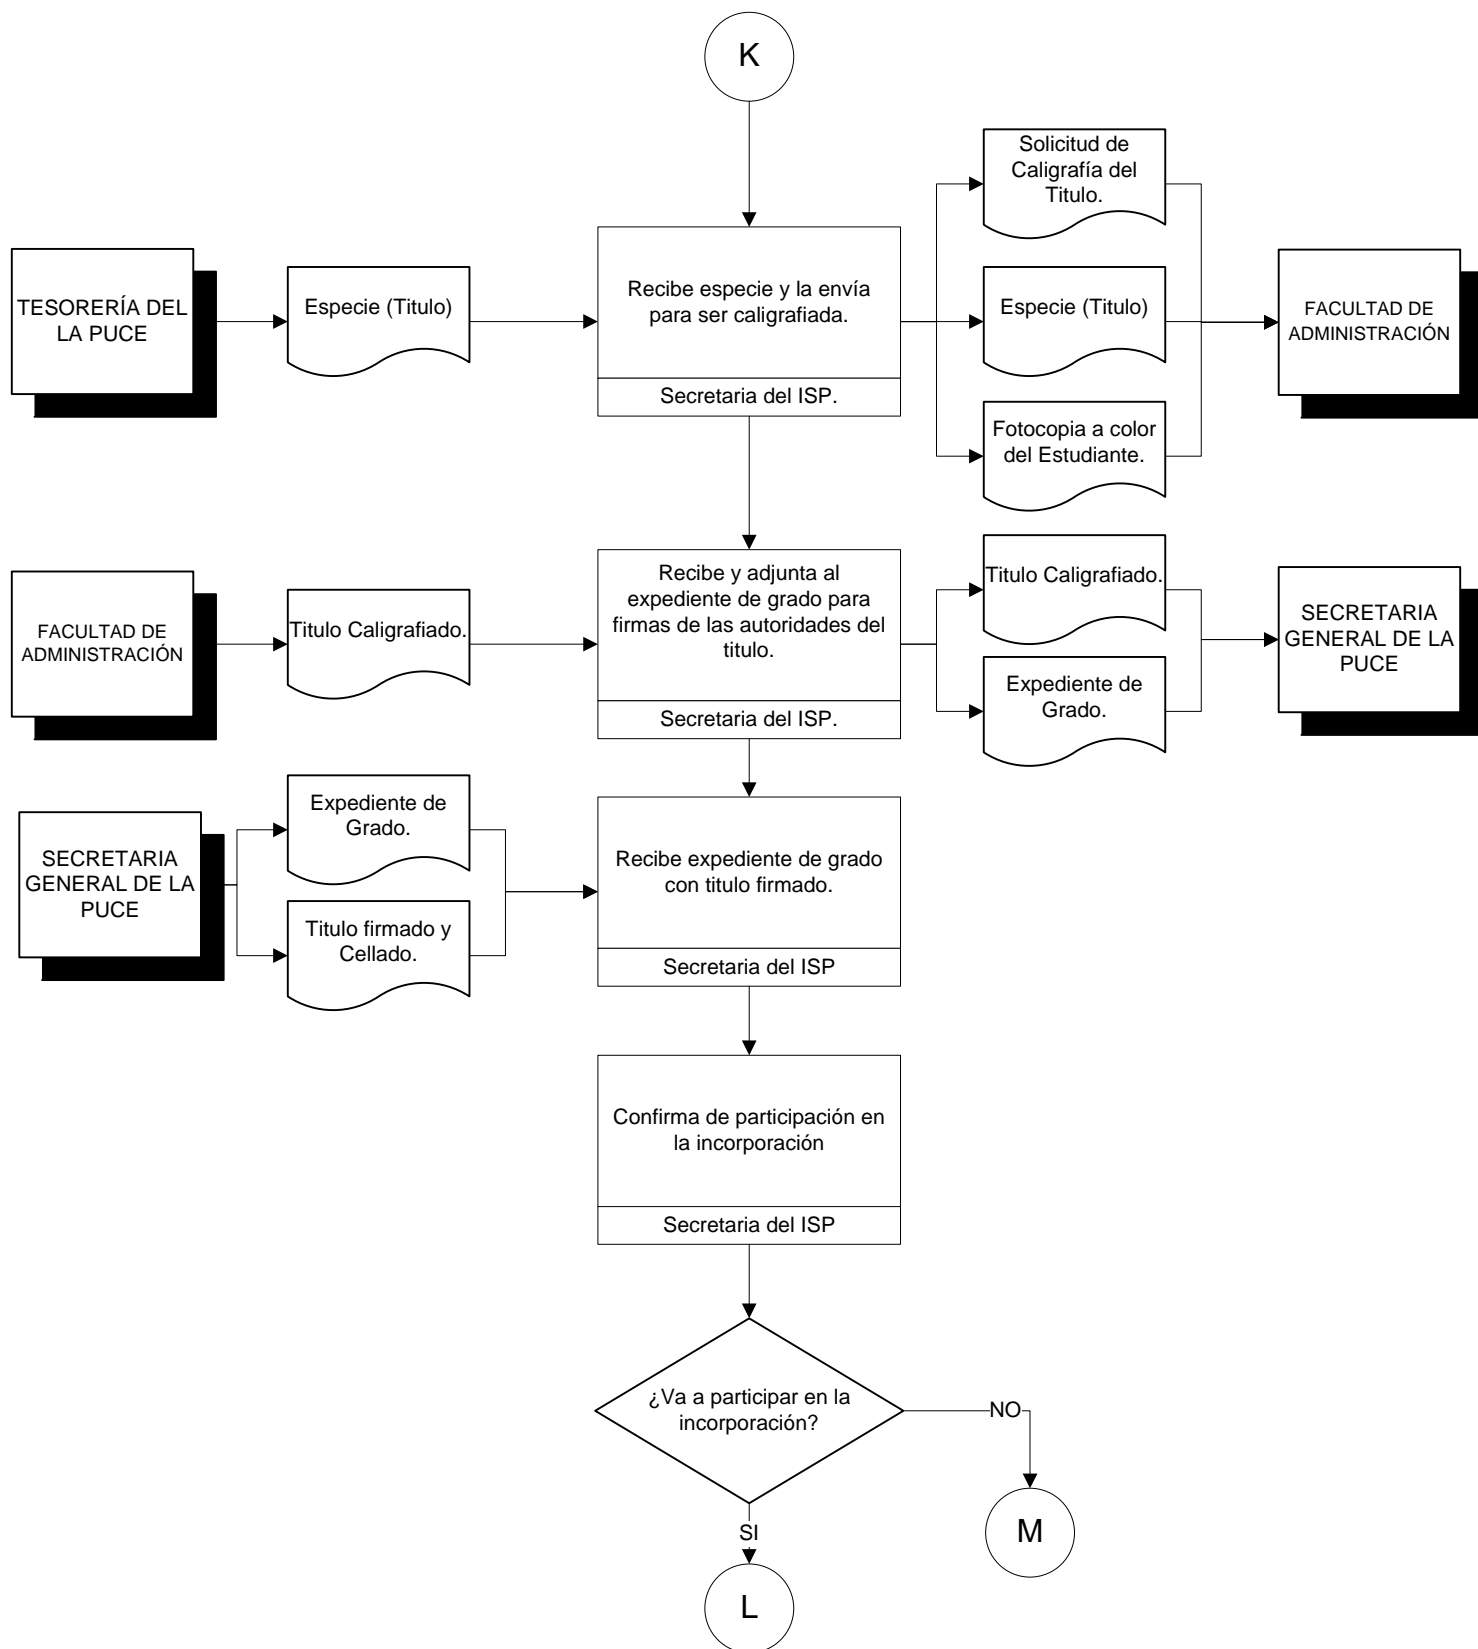 K
Solicitud de
Caligrafía del
Titulo.
TESORERÍA DEL
LA PUCE
Especie (Titulo)
Recibe especie y la envía
para ser caligrafiada.
Secretaria del ISP.
Especie (Titulo)
FACULTAD DE
ADMINISTRACIÓN
Fotocopia a color
del Estudiante.
FACULTAD DE
ADMINISTRACIÓN
Titulo Caligrafiado.
Recibe y adjunta al
expediente de grado para
firmas de las autoridades del
titulo.
Secretaria del ISP.
Titulo Caligrafiado.
Expediente de
Grado.
SECRETARIA
GENERAL DE LA
PUCE
SECRETARIA
GENERAL DE LA
PUCE
Expediente de
Grado.
Titulo firmado y
Cellado.
Recibe expediente de grado
con titulo firmado.
Secretaria del ISP
Confirma de participación en
la incorporación
Secretaria del ISP
¿Va a participar en la
incorporación?
NO
M
SI
L